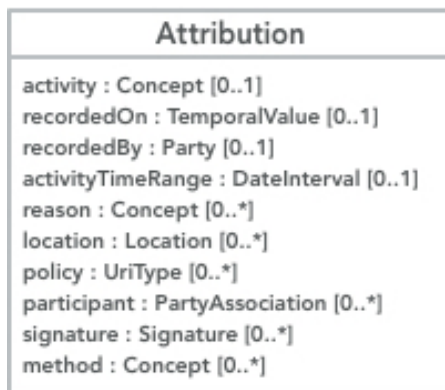 Attribution
activity : Concept [0..1]
recordedOn : TemporalValue [0..1]
recordedBy : Party [0..1]
activityTimeRange : DateInterval [0..1]
reason : Concept [0..*]
location : Location [0..*]
policy : UriType [0..*]
participant : PartyAssociation [0..*]
signature : Signature [0..*]
method : Concept [0..*]